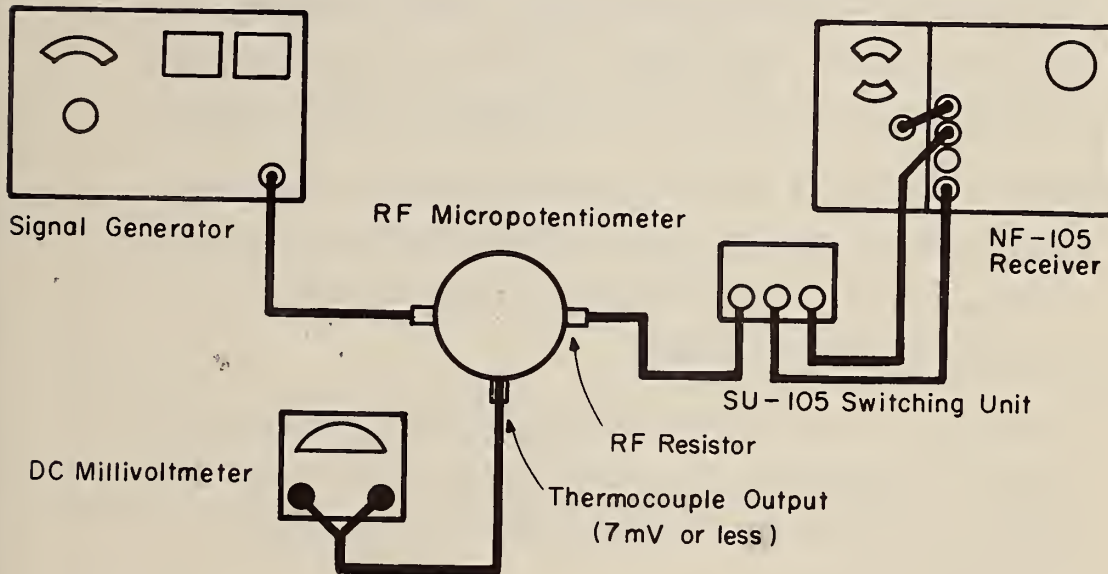 Signal Generator
RF Micropotentiometer
NF-105
Receiver
SU-105 Switching Unit
RF Resistor
DC Millivoltmeter
Thermocouple Output
(7mV or less)